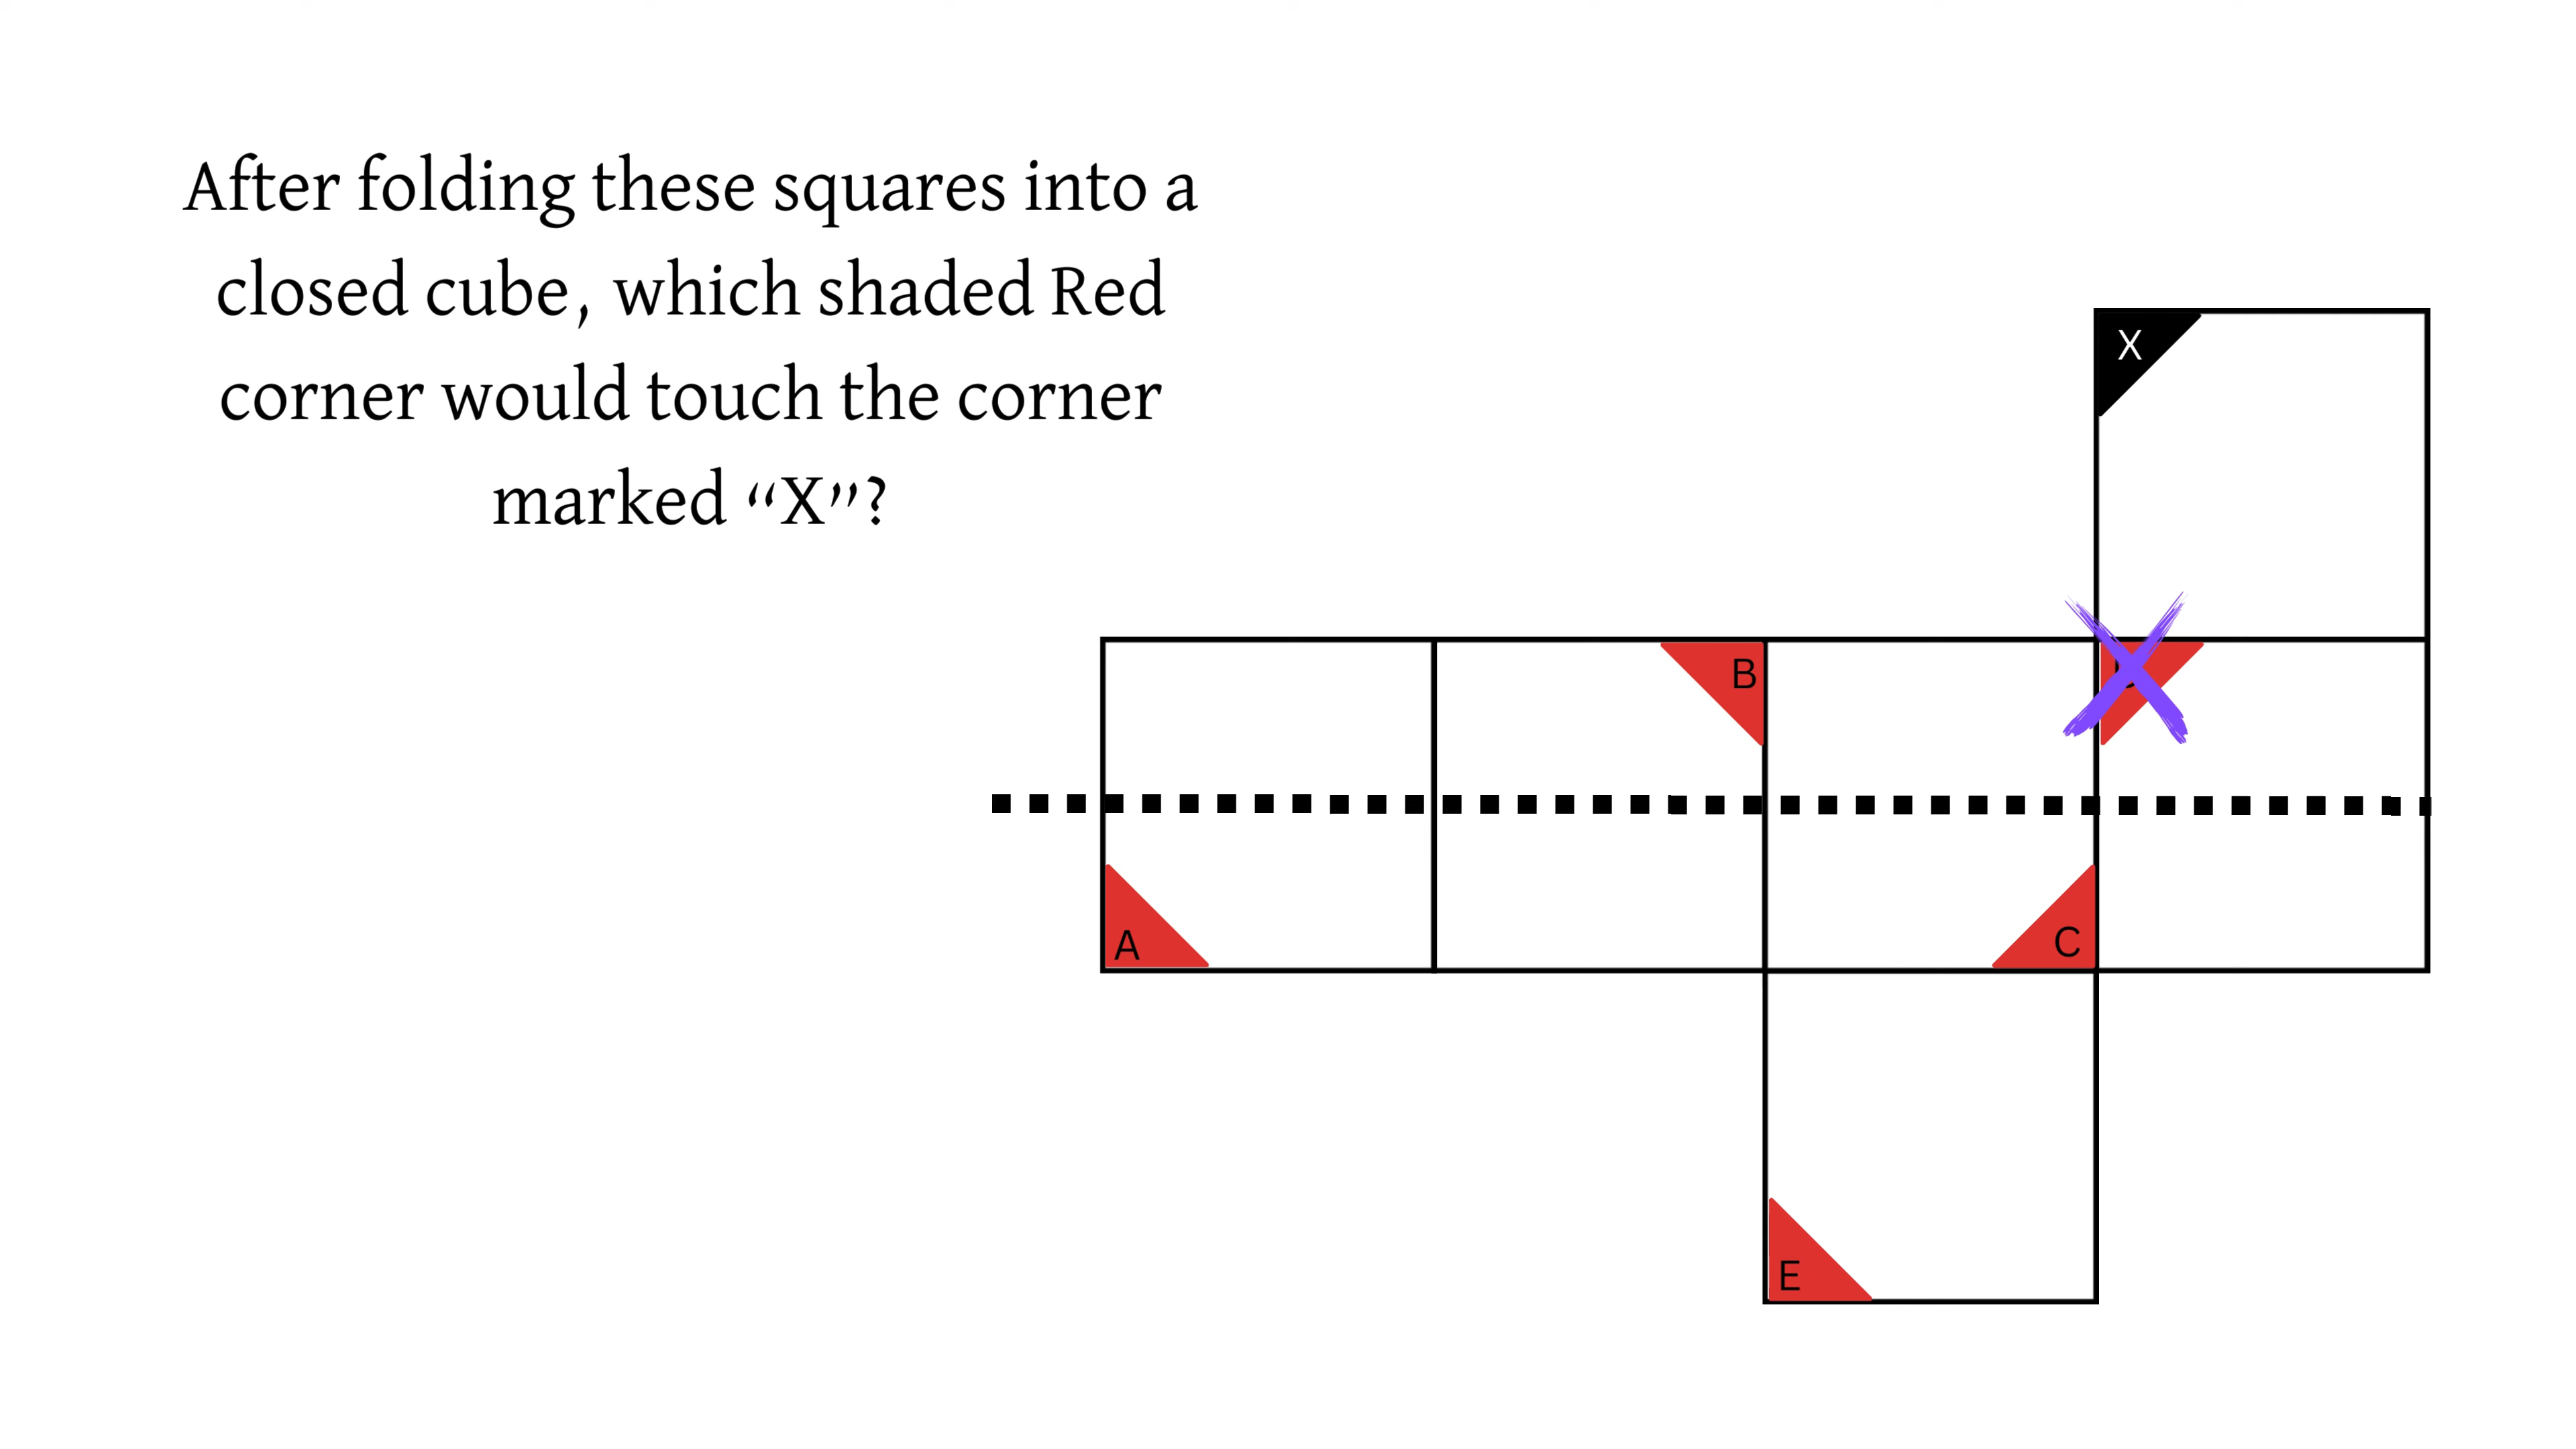 After folding these squares into a
closed cube, which shaded Red
corner would touch the corner
marked “X”?
X
B
A
C
E